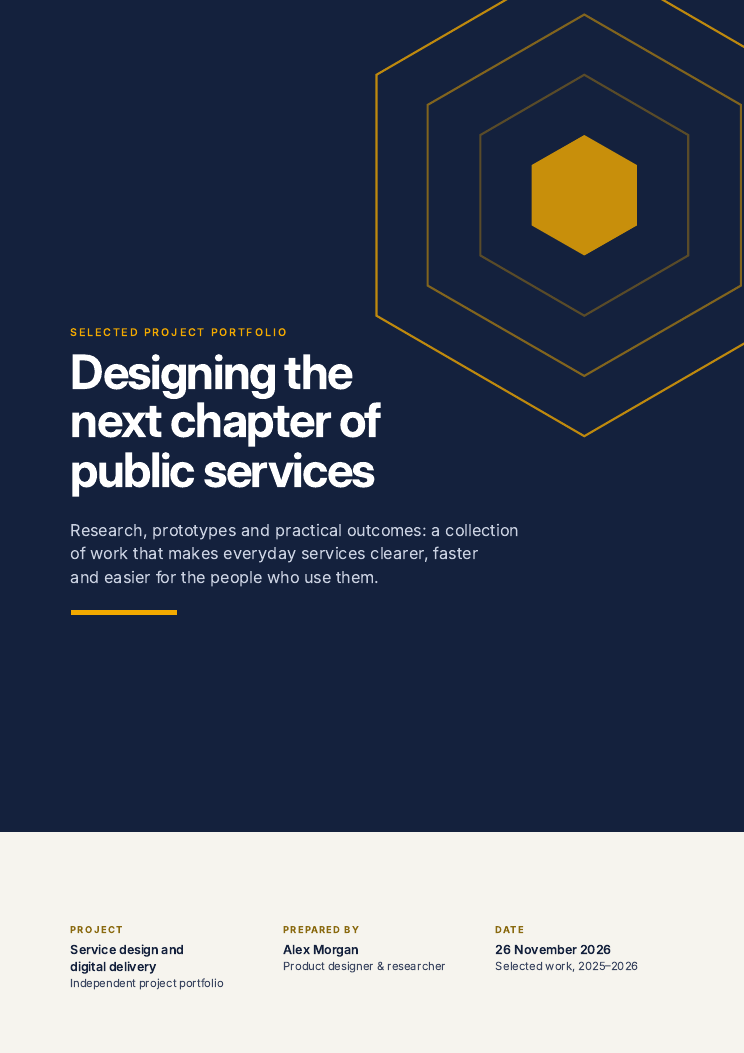 SELECTED PROJECT PORTFOLIO
Designing the
next chapter of
public services
Research, prototypes and practical outcomes: a collection
of work that makes everyday services clearer, faster
and easier for the people who use them.
PROJECT
Service design and
digital delivery
Independent project portfolio
PREPARED BY
Alex Morgan
Product designer & researcher
DATE
26 November 2026
Selected work, 2025–2026